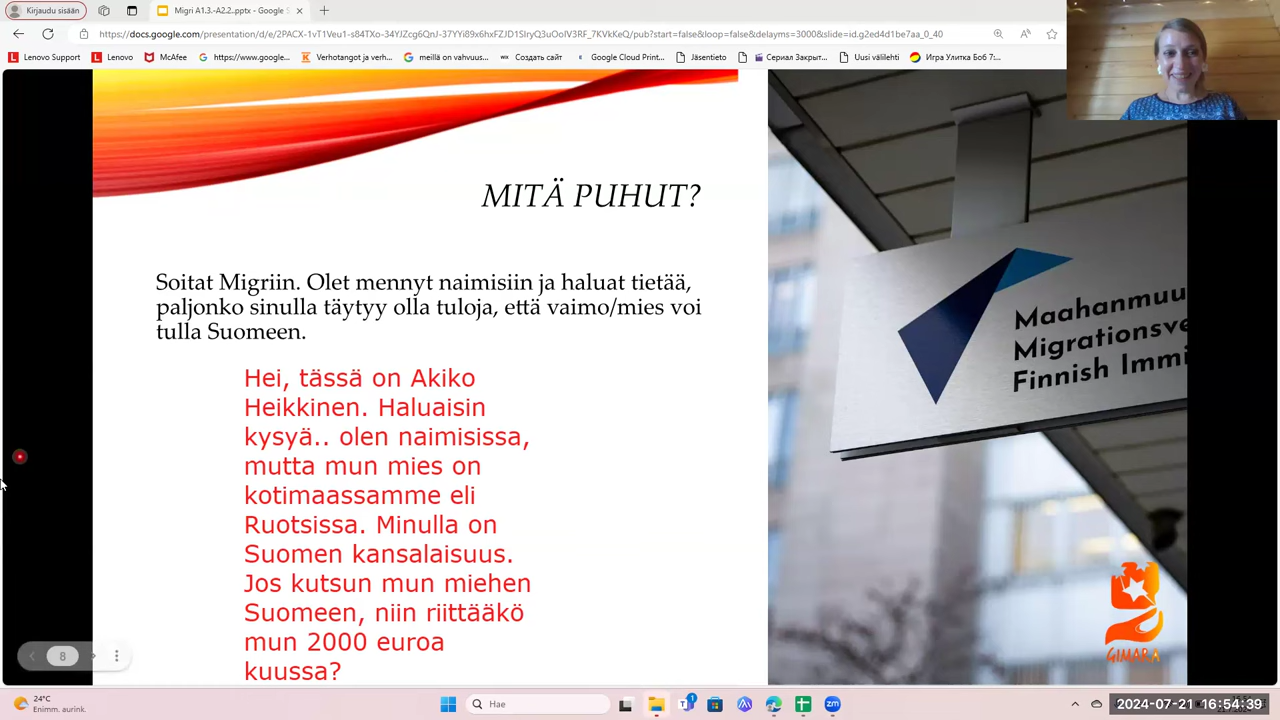 Kirjaudu sisään
Migri A1.3.-A2.2..pptx - Google S
https://docs.google.com/presentation/d/e/2PACX-1vT1Veu1-s84TXo-34YJZcg6QnJ-37YYi89x6hxFZJD1SlryQ3uOoIV3RF_7KVkKeQ/pub?start=false&loop=false&delayms=3000&slide=id.g2ed4d1be7aa_0_40
Lenovo Support
Lenovo
McAfee
https://www.google...
Verhotangot ja verh...
meillä on vahvuus...
Создать сайт
Google Cloud Print...
Jäsentieto
Сериал Закрыт...
Uusi välilehti
Игра Улитка Боб 7:...
MITÄ PUHUT?
Soitat Migriin. Olet mennyt naimisiin ja haluat tietää,
paljonko sinulla täytyy olla tuloja, että vaimo/mies voi
tulla Suomeen.
Hei, tässä on Akiko
Heikkinen. Haluaisin
kysyä.. olen naimisissa,
mutta mun mies on
kotimaassamme eli
Ruotsissa. Minulla on
Suomen kansalaisuus.
Jos kutsun mun miehen
Suomeen, niin riittääkö
mun 2000 euroa
kuussa?
Maahanmuu
Migrationsve
Finnish Immi
GIMARA
8
24°C
Enimm. aurink.
Hae
2024-07-21 16:54:39